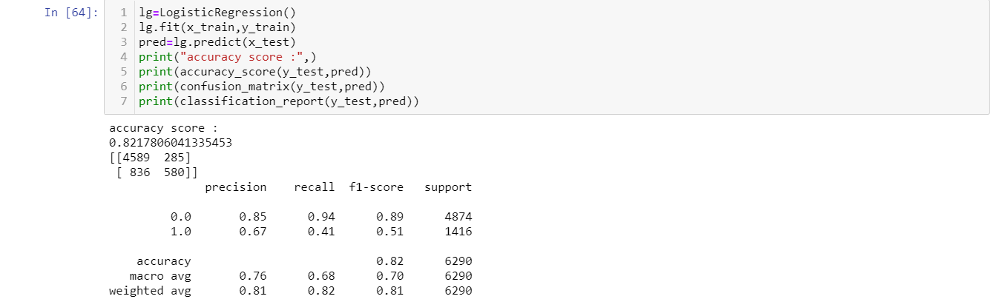 In [64]:
1 lg=LogisticRegression()
2 lg.fit(x_train,y_train)
3 pred=lg.predict(x_test)
4 print("accuracy score :",)
5 print(accuracy_score(y_test,pred))
6 print(confusion_matrix(y_test,pred))
7 print(classification_report(y_test,pred))
accuracy score :
0.8217806041335453
[[4589  285]
 [ 836  580]]
              precision    recall  f1-score   support
         0.0       0.85      0.94      0.89      4874
         1.0       0.67      0.41      0.51      1416
    accuracy                           0.82      6290
   macro avg       0.76      0.68      0.70      6290
weighted avg       0.81      0.82      0.81      6290